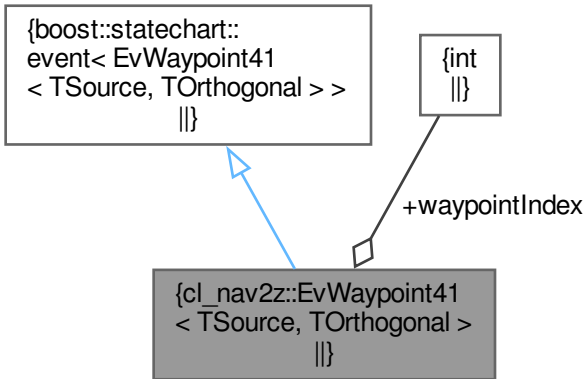 {boost::statechart::
event< EvWaypoint41
< TSource, TOrthogonal > >
||}
{int
||}
+waypointIndex
{cl_nav2z::EvWaypoint41
< TSource, TOrthogonal >
||}